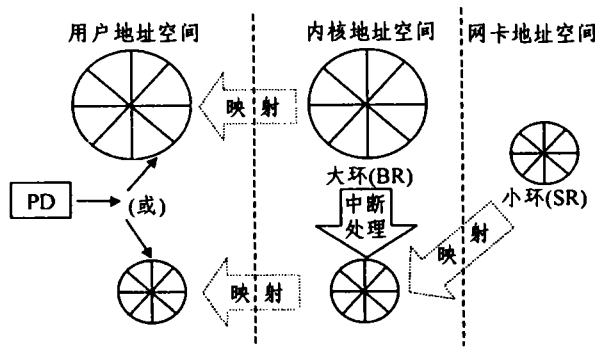 用户地址空间
内核地址空间
网卡地址空间
映 射
大环(BR)
小环(SR)
PD
(或)
中断
处理
映 射
映 射